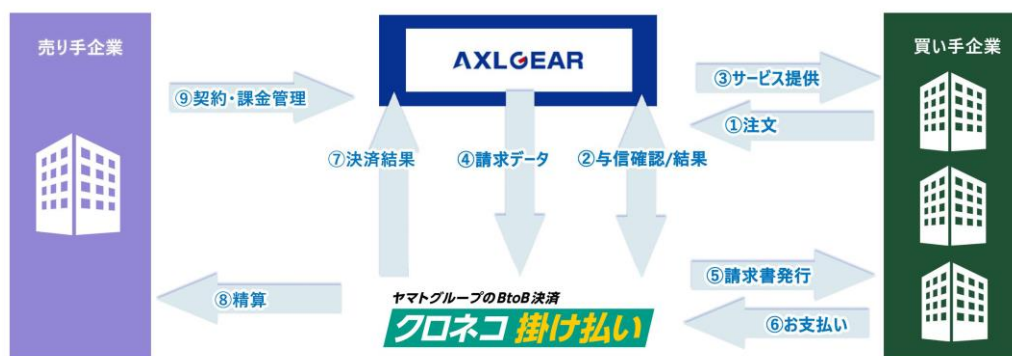 売り手企業
AXLGEAR
買い手企業
⑨契約・課金管理
③サービス提供
①注文
⑦決済結果
④請求データ
②与信確認/結果
⑤請求書発行
⑧精算
⑥お支払い
ヤマトグループのBtoB決済
クロネコ 掛け払い